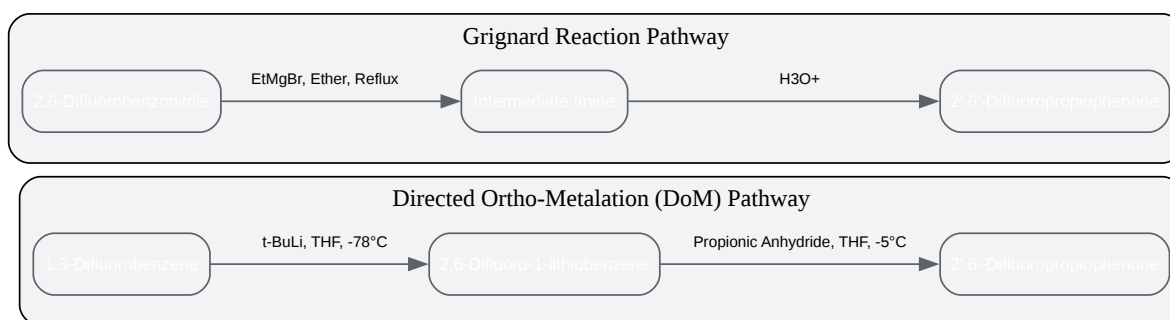 Grignard Reaction Pathway
2,6-Difluorobenzonitrile
EtMgBr, Ether, Reflux
Intermediate Imine
H3O+
2',6'-Difluoropropiophenone
Directed Ortho-Metalation (DoM) Pathway
1,3-Difluorobenzene
t-BuLi, THF, -78°C
2,6-Difluoro-1-lithiobenzene
Propionic Anhydride, THF, -5°C
2',6'-Difluoropropiophenone